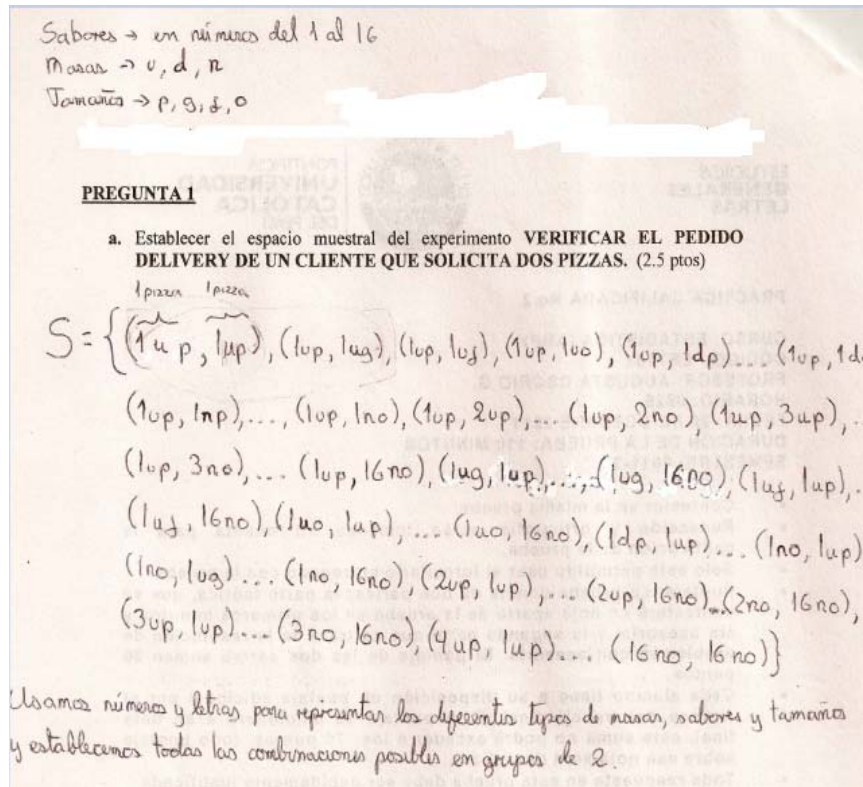 Sabores → en números del 1 al 16
Masas → u, d, n
Tamaños → p, g, f, o
PREGUNTA 1
a. Establecer el espacio muestral del experimento VERIFICAR EL PEDIDO
DELIVERY DE UN CLIENTE QUE SOLICITA DOS PIZZAS. (2.5 ptos)
1 pizza 1 pizza
S = { (1up, 1up), (1up, 1ug), (1up, 1uf), (1up, 1uo), (1up, 1dp) ... (1up, 1d
(1up, 1np), ..., (1up, 1no), (1up, 2up), ... (1up, 2no), (1up, 3up), .
(1up, 3no), ... (1up, 16no), (1ug, 1up), ..., (1ug, 16no), (1uf, 1up), .
(1uf, 16no), (1uo, 1up), ... (1uo, 16no), (1dp, 1up) ... (1no, 1up)
(1no, 1ug) ... (1no, 16no), (2up, 1up), ... (2up, 16no) ... (2no, 16no),
(3up, 1up) ... (3no, 16no), (4up, 1up) ... (16no, 16no) }
Usamos números y letras para representar los diferentes tipos de masas, sabores y tamaños
y establecemos todas las combinaciones posibles en grupos de 2.